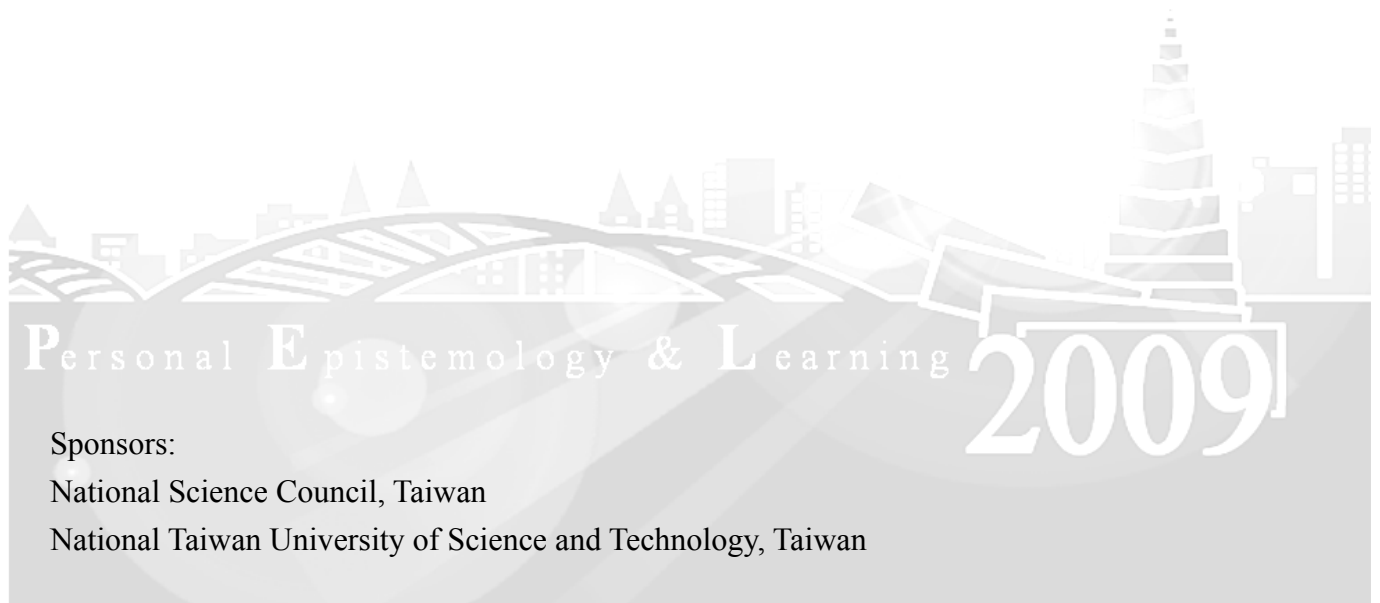 Personal Epistemology & Learning
2009
Sponsors:
National Science Council, Taiwan
National Taiwan University of Science and Technology, Taiwan